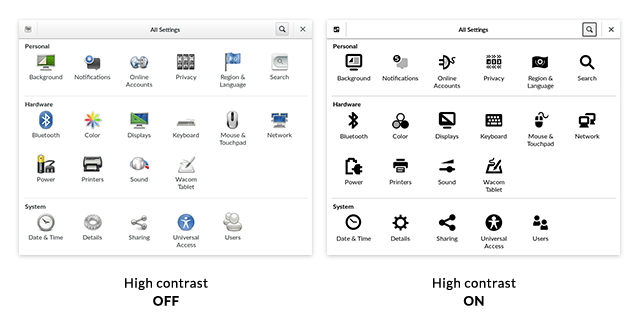 All Settings
Personal
Background Notifications Online Accounts Privacy Region & Language Search
Hardware
Bluetooth Color Displays Keyboard Mouse & Touchpad Network
Power Printers Sound Wacom Tablet
System
Date & Time Details Sharing Universal Access Users
High contrast
OFF
All Settings
Personal
Background Notifications Online Accounts Privacy Region & Language Search
Hardware
Bluetooth Color Displays Keyboard Mouse & Touchpad Network
Power Printers Sound Wacom Tablet
System
Date & Time Details Sharing Universal Access Users
High contrast
ON